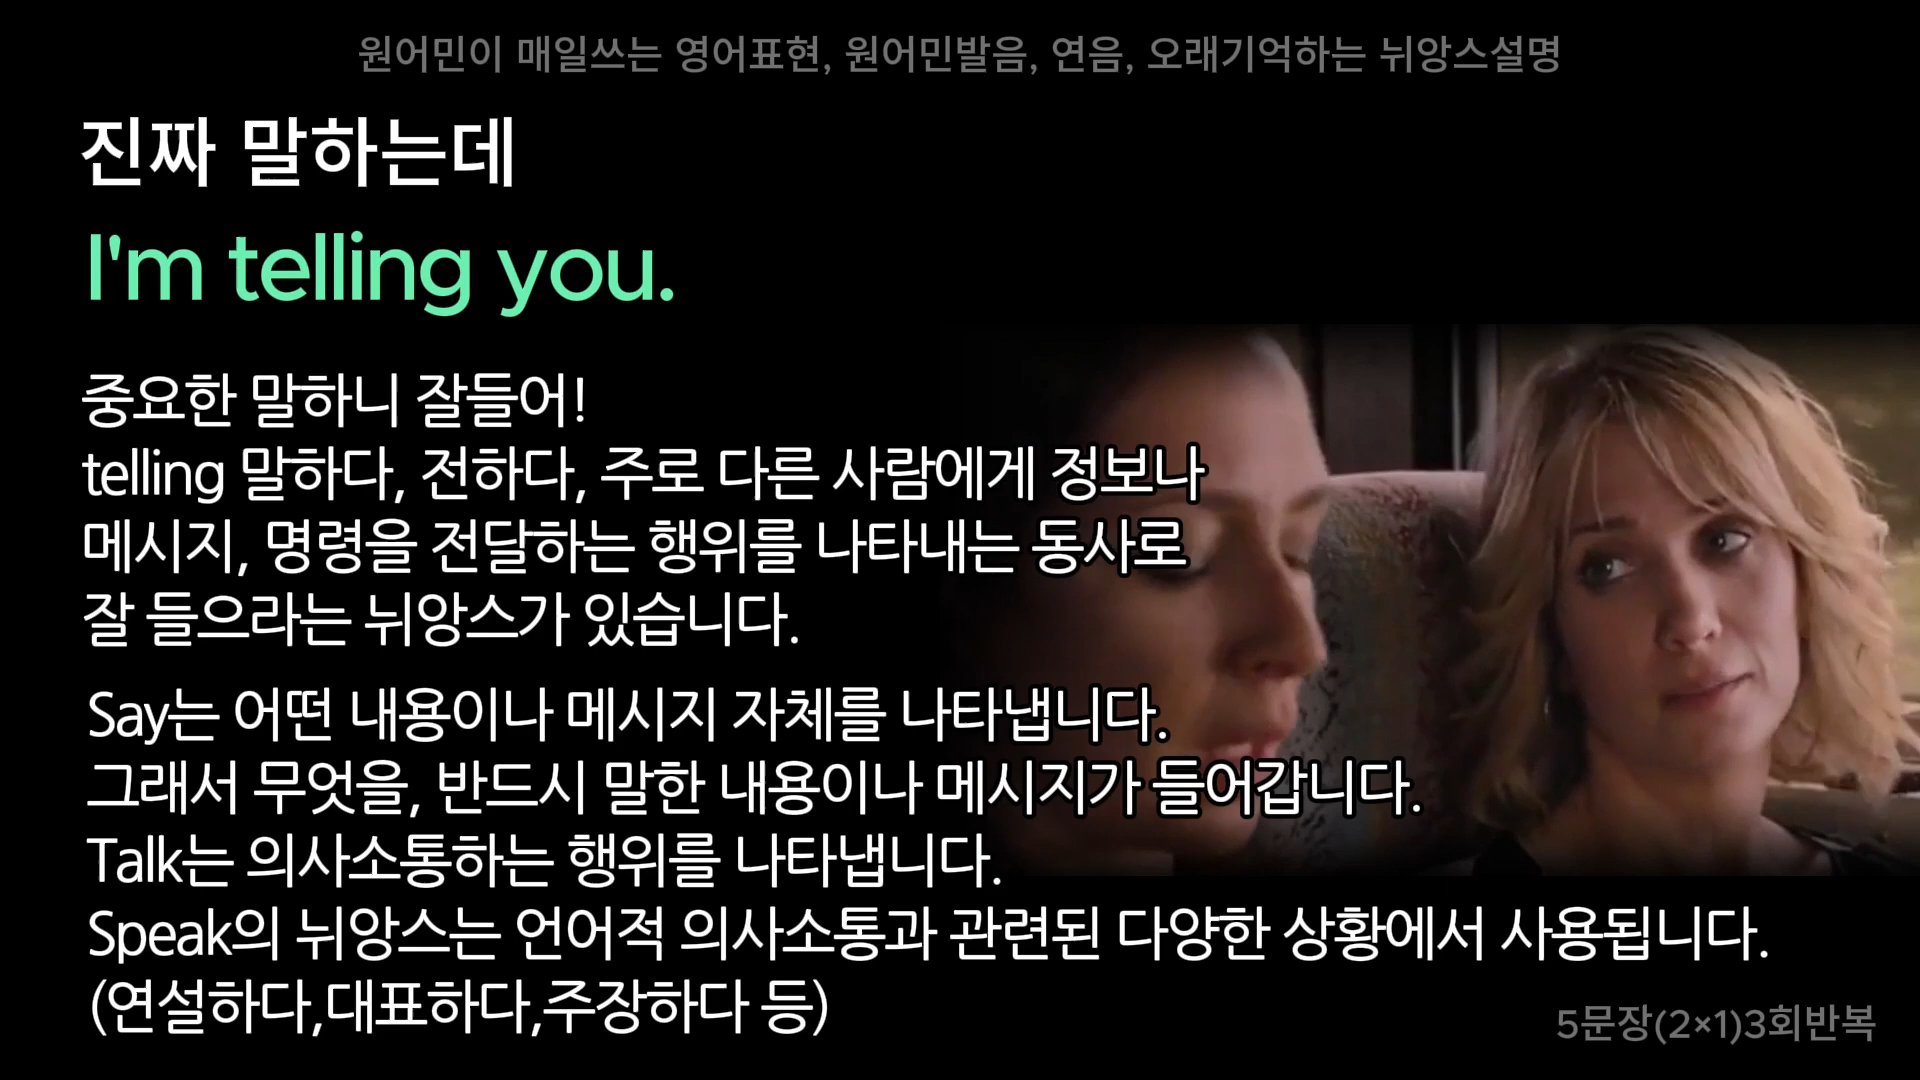 원어민이 매일쓰는 영어표현, 원어민발음, 연음, 오래기억하는 뉘앙스설명
진짜 말하는데
I'm telling you.
중요한 말하니 잘들어!
telling 말하다, 전하다, 주로 다른 사람에게 정보나
메시지, 명령을 전달하는 행위를 나타내는 동사로
잘 들으라는 뉘앙스가 있습니다.
Say는 어떤 내용이나 메시지 자체를 나타냅니다.
그래서 무엇을, 반드시 말한 내용이나 메시지가 들어갑니다.
Talk는 의사소통하는 행위를 나타냅니다.
Speak의 뉘앙스는 언어적 의사소통과 관련된 다양한 상황에서 사용됩니다.
(연설하다,대표하다,주장하다 등)
5문장(2×1)3회반복